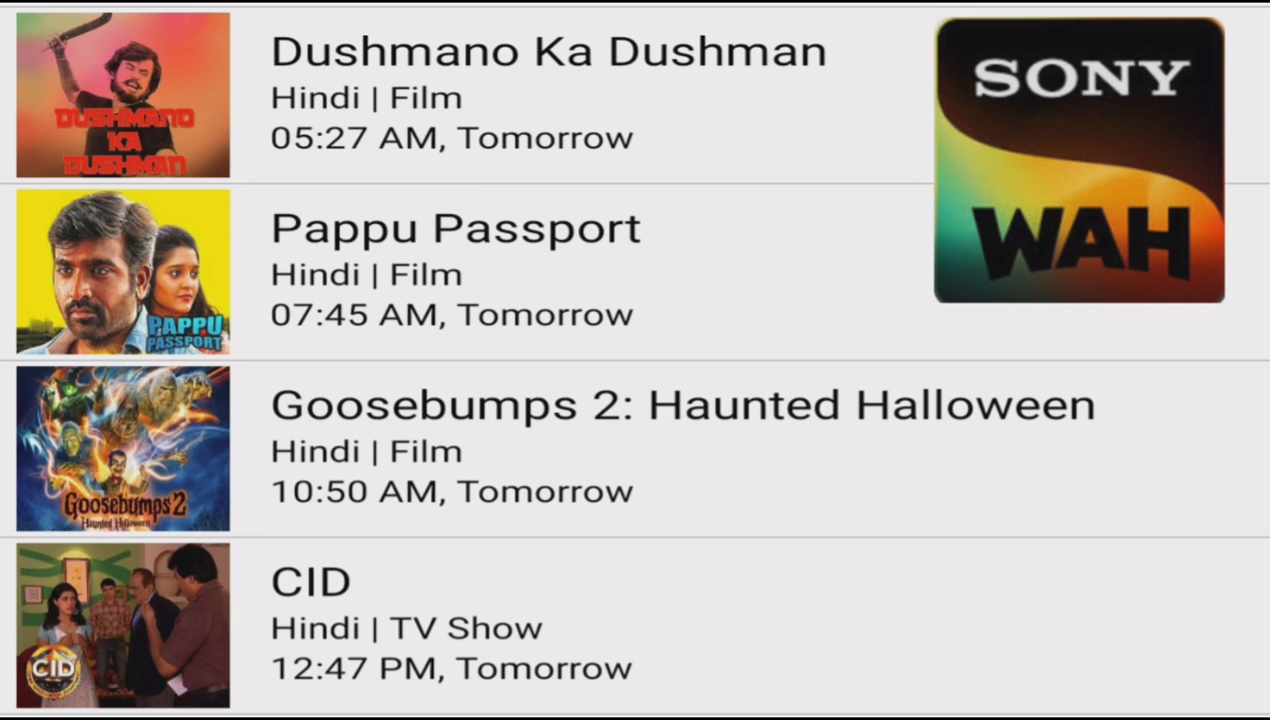 DUSHMANO
KA
DUSHMAN
Dushmano Ka Dushman
Hindi | Film
05:27 AM, Tomorrow
SONY
WAH
PAPPU
PASSPORT
Pappu Passport
Hindi | Film
07:45 AM, Tomorrow
Goosebumps 2
Haunted Halloween
Goosebumps 2: Haunted Halloween
Hindi | Film
10:50 AM, Tomorrow
CID
CID
Hindi | TV Show
12:47 PM, Tomorrow